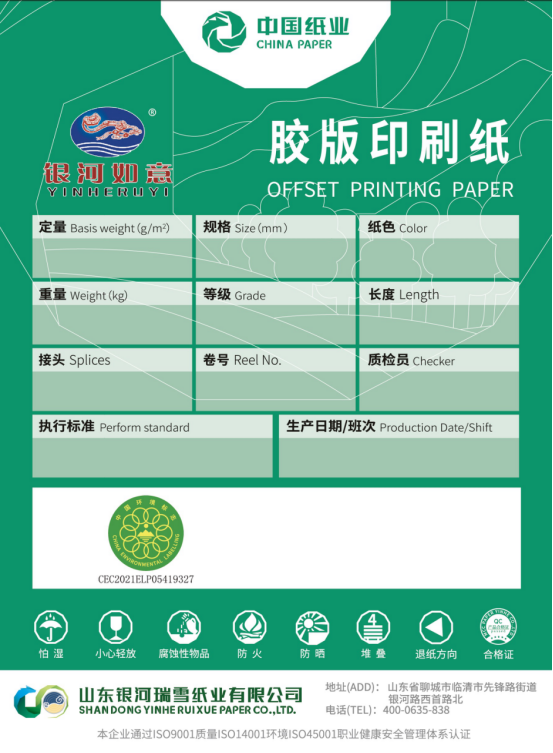 中国纸业
CHINA PAPER
®
银河如意
YINHERUYI
胶版印刷纸
OFFSET PRINTING PAPER
定量 Basis weight(g/m²)
规格 Size(mm)
纸色 Color
重量 Weight(kg)
等级 Grade
长度 Length
接头 Splices
卷号 Reel No.
质检员 Checker
执行标准 Perform standard
生产日期/班次 Production Date/Shift
中国环境标志
CHINA ENVIRONMENTAL LABELLING
CEC2021ELP05419327
4
QC
怕湿
小心轻放
腐蚀性物品
防火
防晒
堆叠
退纸方向
合格证
山东银河瑞雪纸业有限公司
SHANDONG YINHE RUIXUE PAPER CO.,LTD.
地址(ADD): 山东省聊城市临清市先锋路街道
银河路西首路北
电话(TEL): 400-0635-838
本企业通过ISO9001质量ISO14001环境ISO45001职业健康安全管理体系认证